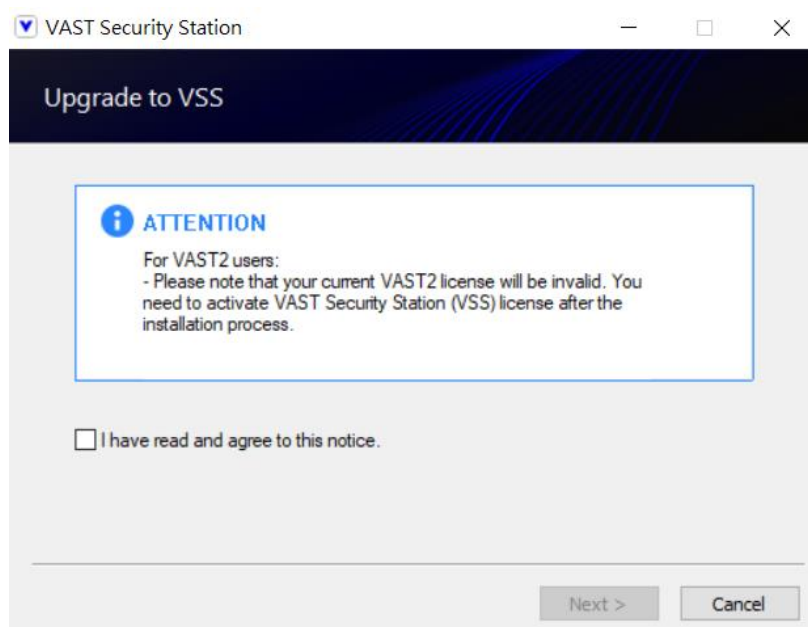 VAST Security Station
Upgrade to VSS
ATTENTION
For VAST2 users:
- Please note that your current VAST2 license will be invalid. You
need to activate VAST Security Station (VSS) license after the
installation process.
I have read and agree to this notice.
Next >
Cancel